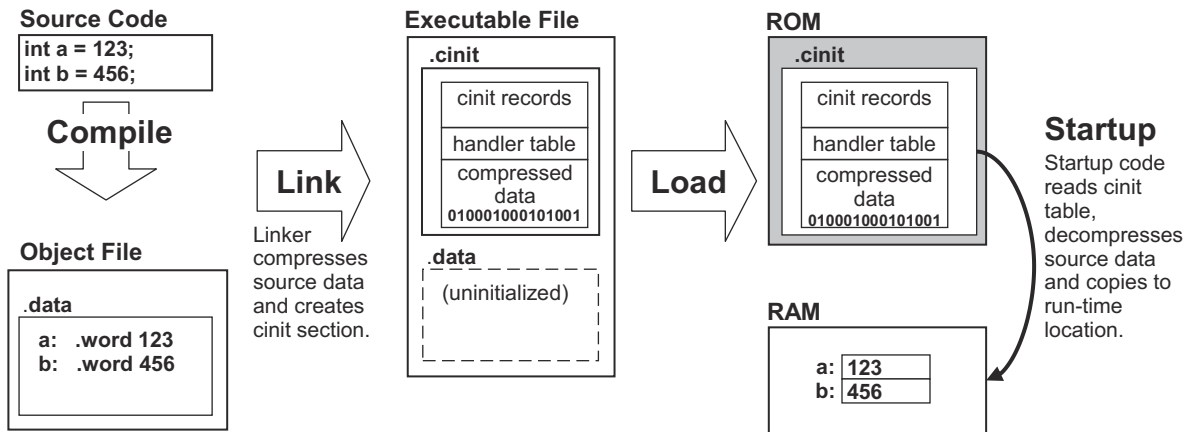 Source Code
int a = 123;
int b = 456;
Compile
Object File
.data
a: .word 123
b: .word 456
Link
Linker
compresses
source data
and creates
cinit section.
Executable File
.cinit
cinit records
handler table
compressed
data
010001000101001
.data
(uninitialized)
Load
ROM
.cinit
cinit records
handler table
compressed
data
010001000101001
RAM
a: 123
b: 456
Startup
Startup code
reads cinit
table,
decompresses
source data
and copies to
run-time
location.